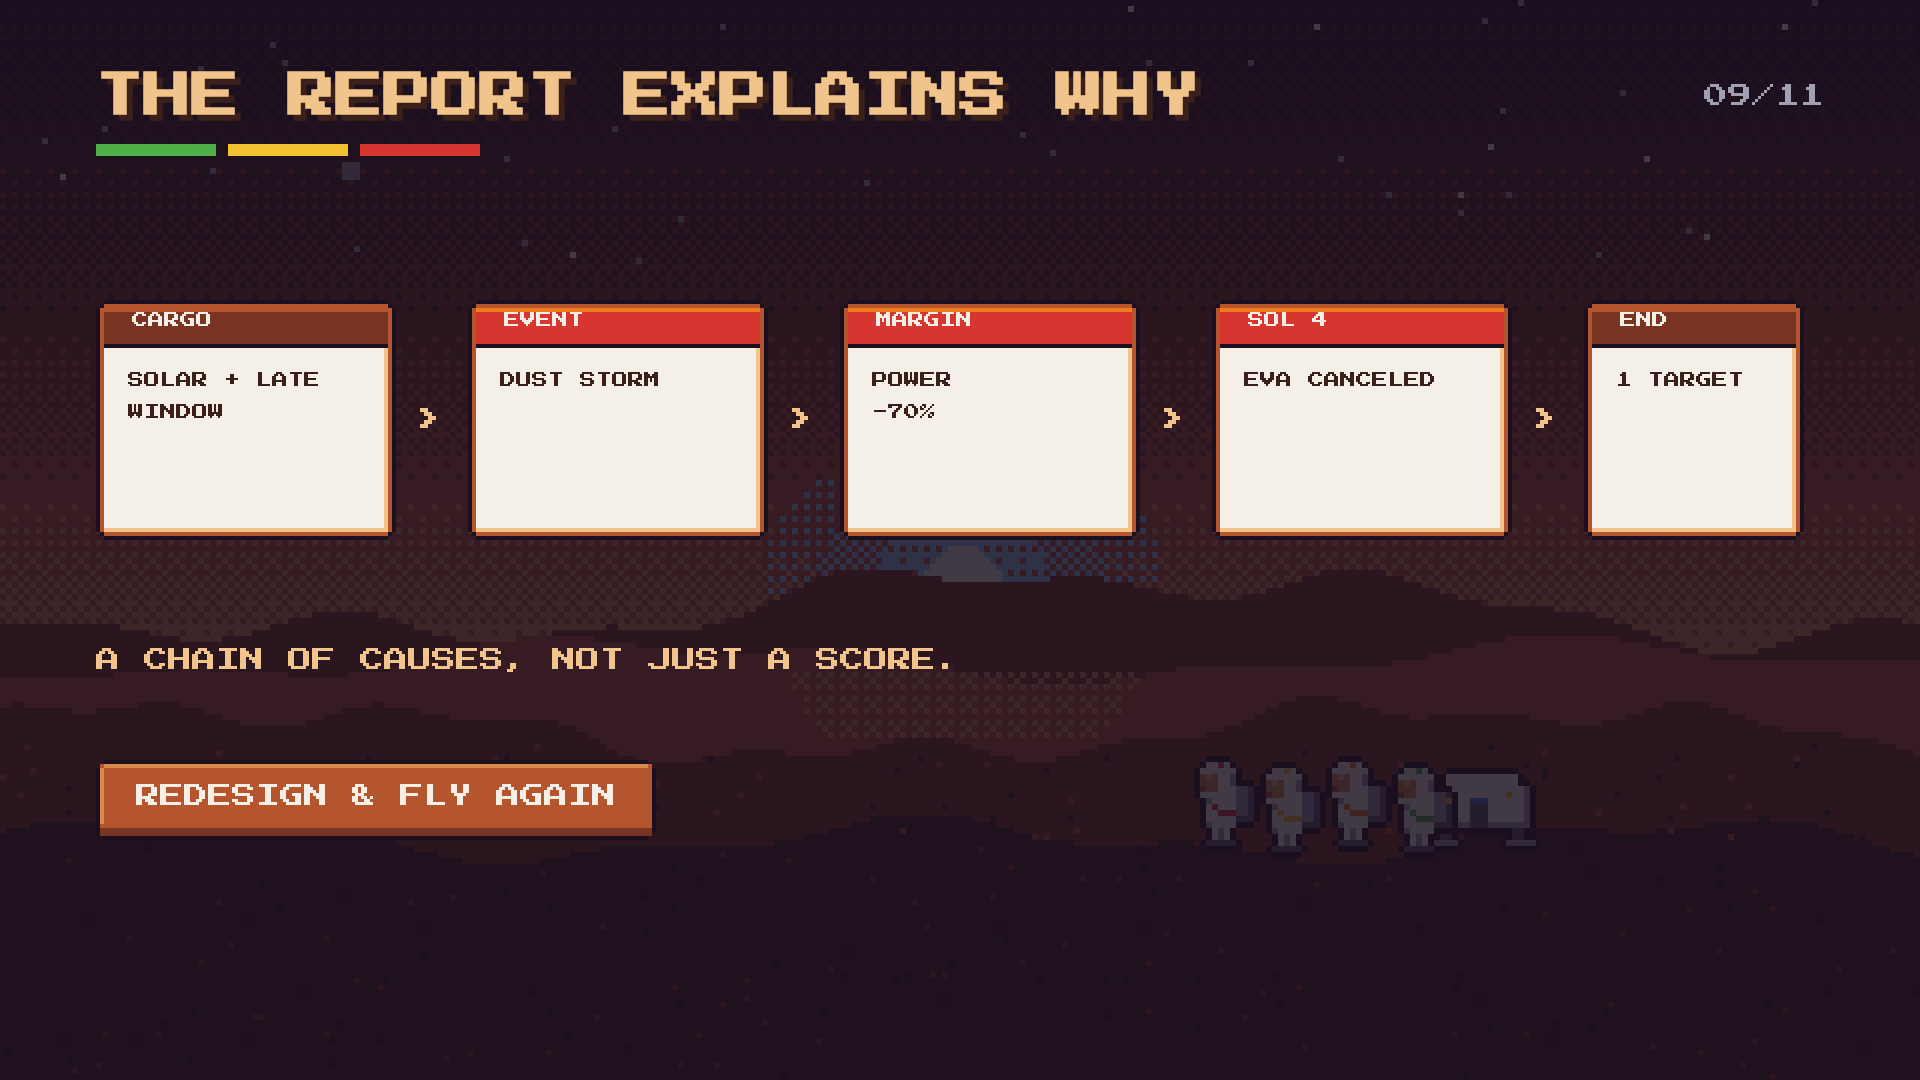 THE REPORT EXPLAINS WHY
09/11
CARGO
SOLAR + LATE
WINDOW
›
EVENT
DUST STORM
›
MARGIN
POWER
-70%
›
SOL 4
EVA CANCELED
›
END
1 TARGET
A CHAIN OF CAUSES, NOT JUST A SCORE.
REDESIGN & FLY AGAIN